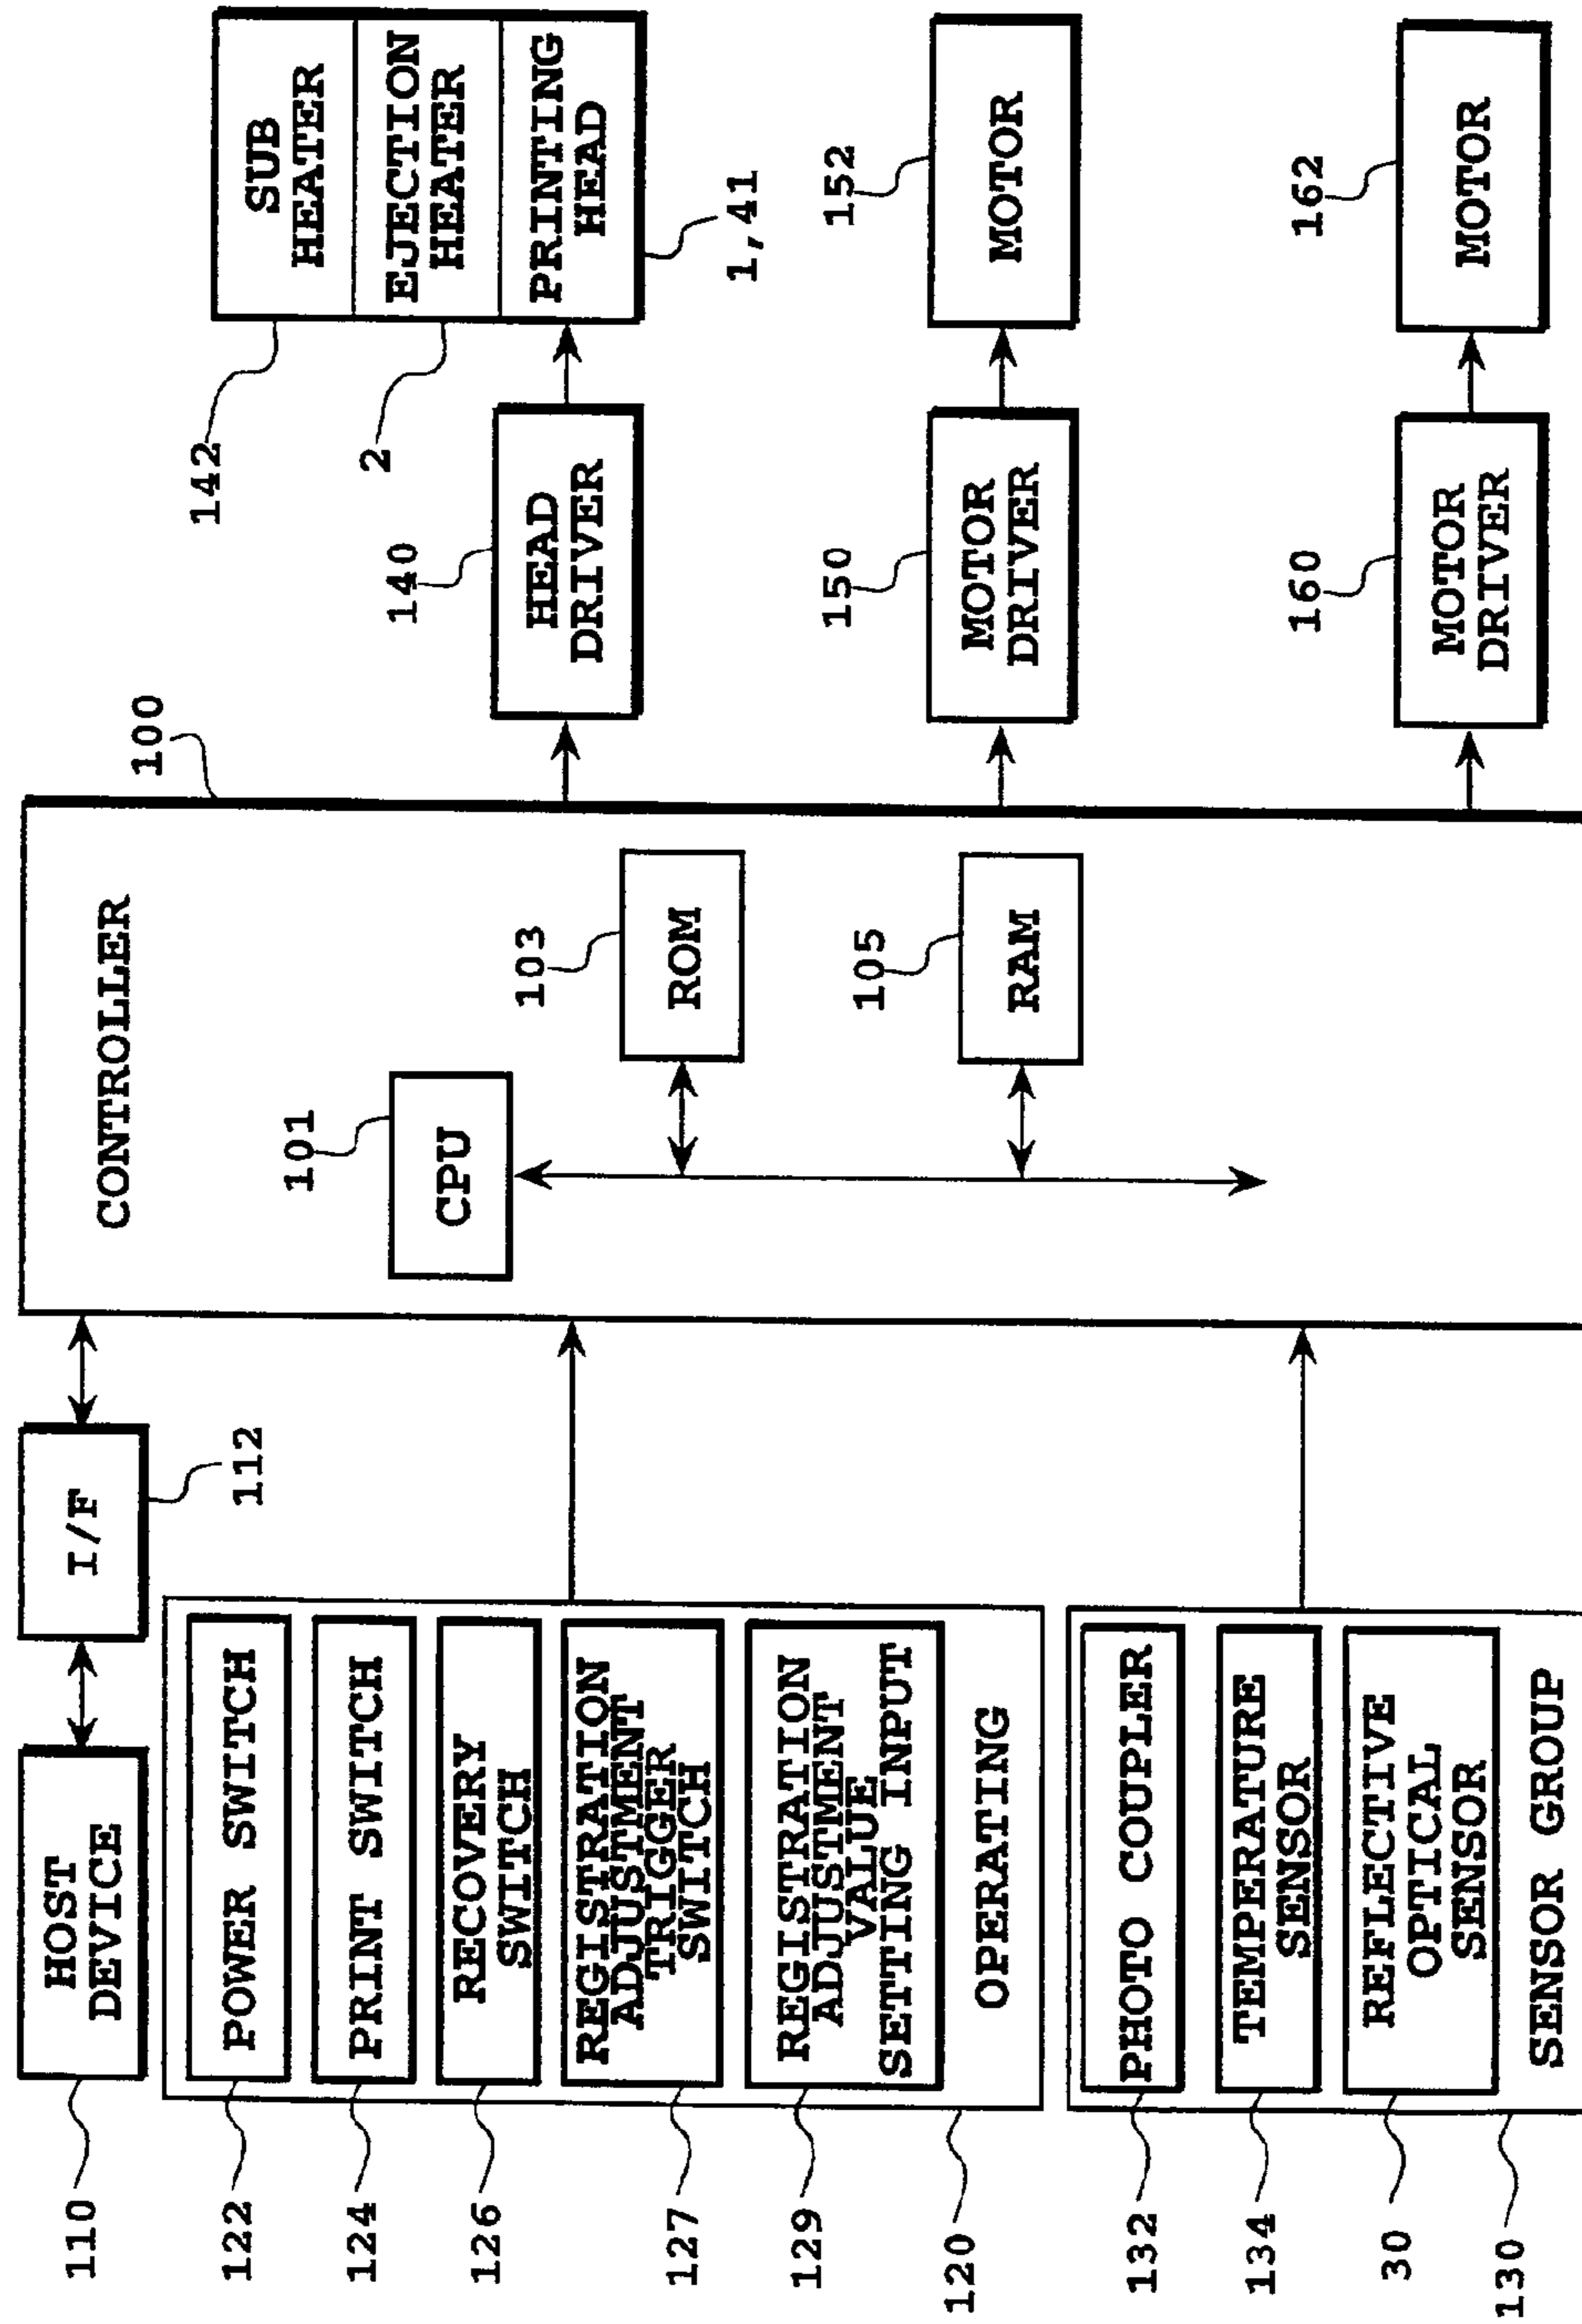 110
HOST
DEVICE
I/F
112
122
POWER SWITCH
124
PRINT SWITCH
126
RECOVERY
SWITCH
127
REGISTRATION
ADJUSTMENT
TRIGGER
SWITCH
129
REGISTRATION
ADJUSTMENT
VALUE
SETTING INPUT
120
OPERATING
132
PHOTO COUPLER
134
TEMPERATURE
SENSOR
30
REFLECTIVE
OPTICAL
SENSOR
130
SENSOR GROUP
100
CONTROLLER
101
CPU
103
ROM
105
RAM
140
HEAD
DRIVER
142
SUB
HEATER
2
EJECTION
HEATER
PRINTING
HEAD
1,41
150
MOTOR
DRIVER
152
MOTOR
160
MOTOR
DRIVER
162
MOTOR